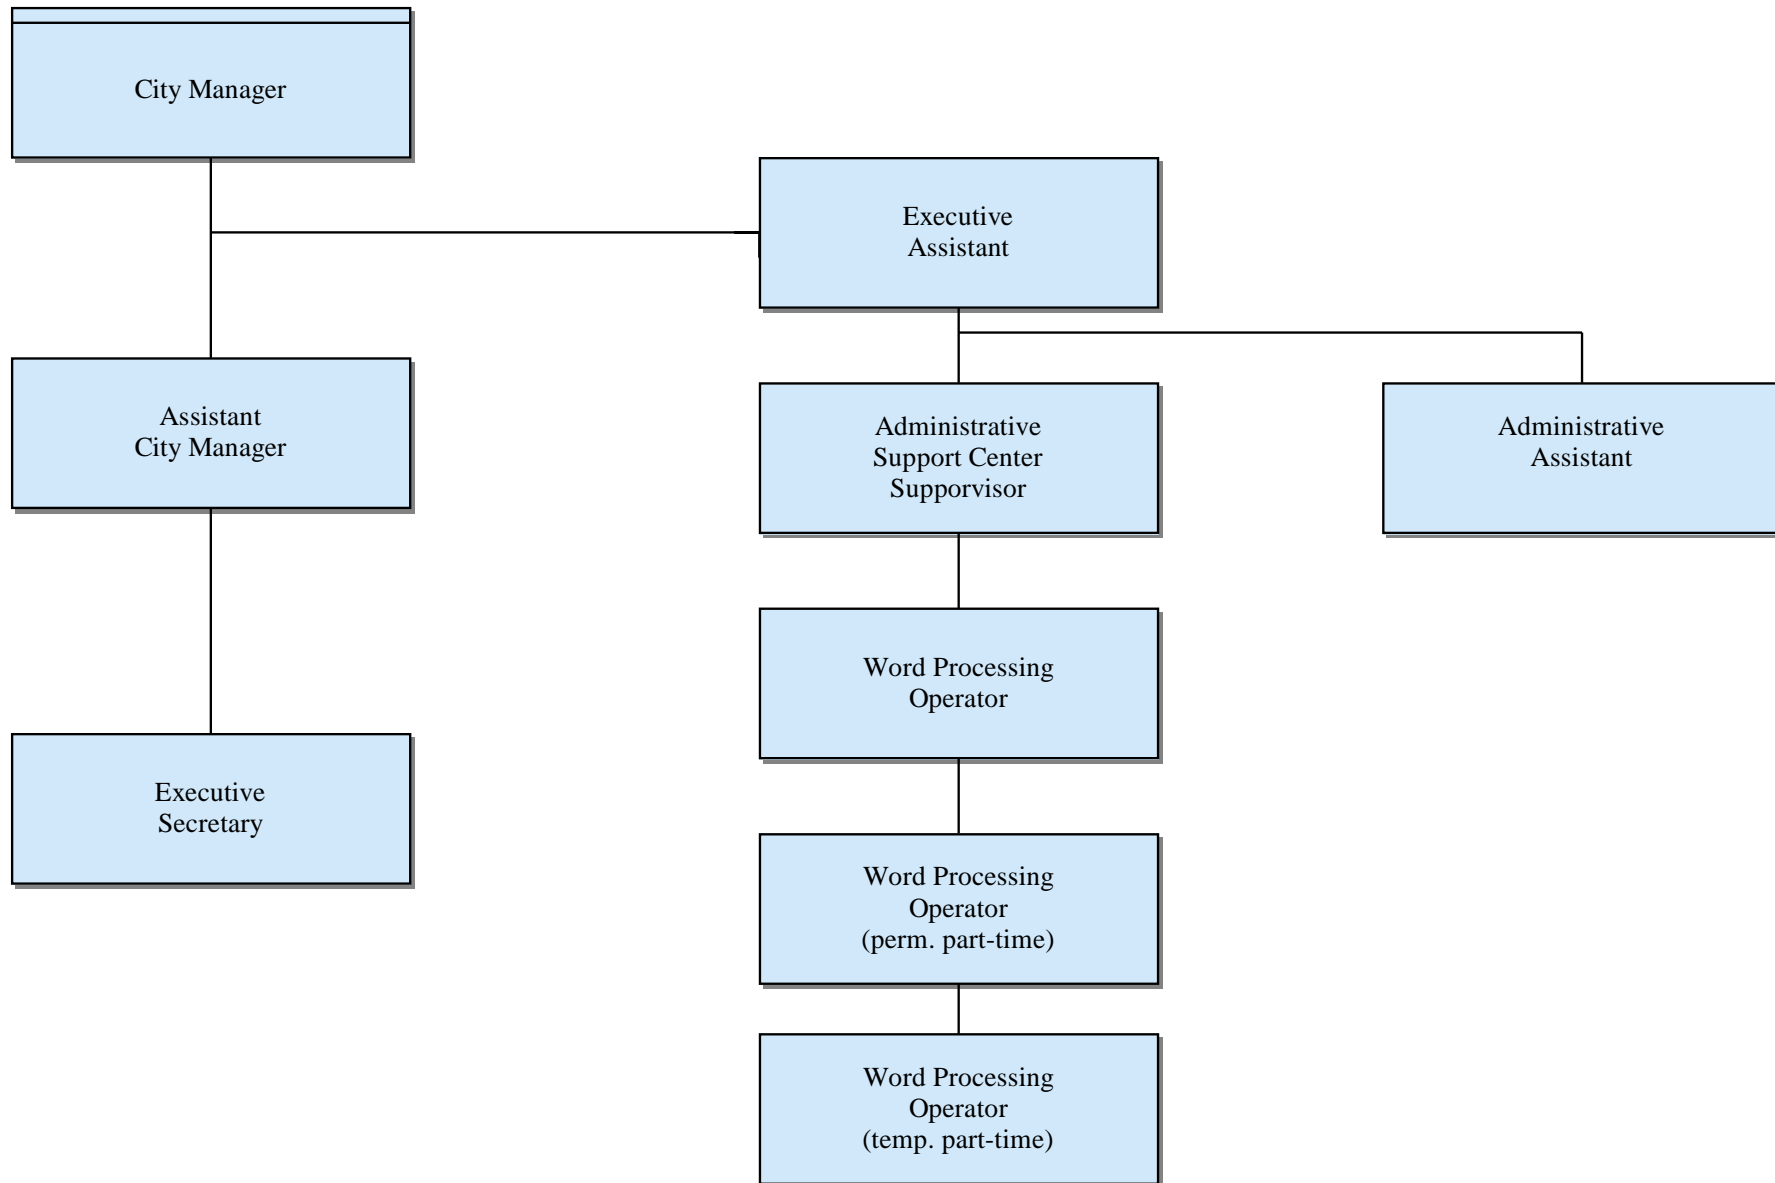 City Manager
Executive
Assistant
Assistant
City Manager
Administrative
Support Center
Supporvisor
Administrative
Assistant
Word Processing
Operator
Executive
Secretary
Word Processing
Operator
(perm. part-time)
Word Processing
Operator
(temp. part-time)